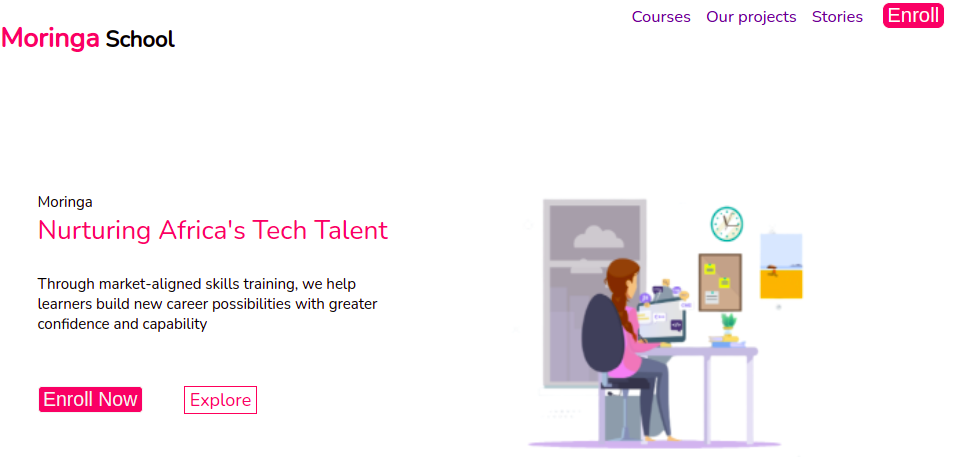 Courses Our projects Stories Enroll
Moringa School
Moringa
Nurturing Africa's Tech Talent
Through market-aligned skills training, we help
learners build new career possibilities with greater
confidence and capability
Enroll Now Explore